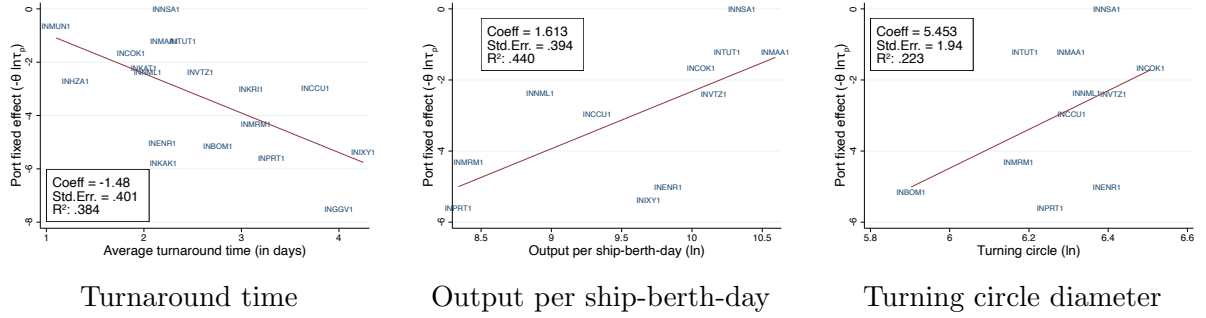 Port fixed effect (-θ lnτp)
0
-2
-4
-6
-8
INNSA1
INMUN1
INTUT1
INCOK1
INKAT1
INNML1
INVTZ1
INHZA1
INKRI1
INCCU1
INMRM1
INENR1
INBOM1
INIXY1
INPRT1
INKAK1
INGGV1
Coeff = -1.48
Std.Err. = .401
R²: .384
1 2 3 4
Average turnaround time (in days)
Turnaround time
Port fixed effect (-θ lnτp)
0
-2
-4
-6
Coeff = 1.613
Std.Err. = .394
R²: .440
INNSA1
INTUT1
INMAA1
INCOK1
INNML1
INVTZ1
INCCU1
INMRM1
INENR1
INIXY1
INPRT1
8.5 9 9.5 10 10.5
Output per ship-berth-day (ln)
Output per ship-berth-day
Port fixed effect (-θ lnτp)
0
-2
-4
-6
Coeff = 5.453
Std.Err. = 1.94
R²: .223
INNSA1
INTUT1
INMAA1
INCOK1
INNML1
INVTZ1
INCCU1
INMRM1
INBOM1
INENR1
INPRT1
5.8 6 6.2 6.4 6.6
Turning circle (ln)
Turning circle diameter